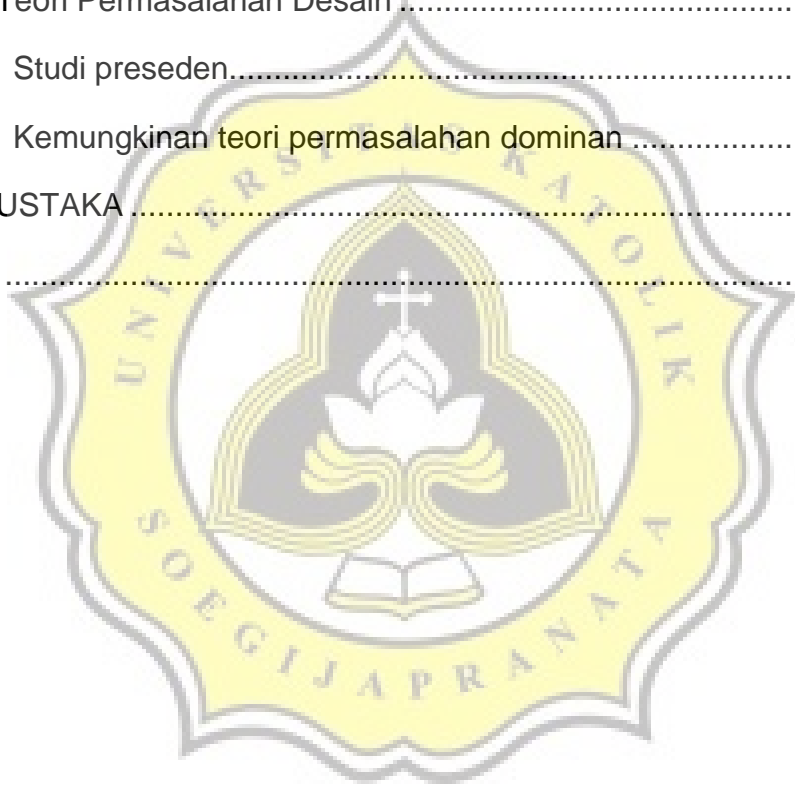 Teori Permasalahan Desain ................................................
Studi preseden......................................................................
Kemungkinan teori permasalahan dominan ....................
USTAKA ..................................................................................
..................................................................................................
UNIVERSITAS KATOLIK
SOEGIJAPRANATA